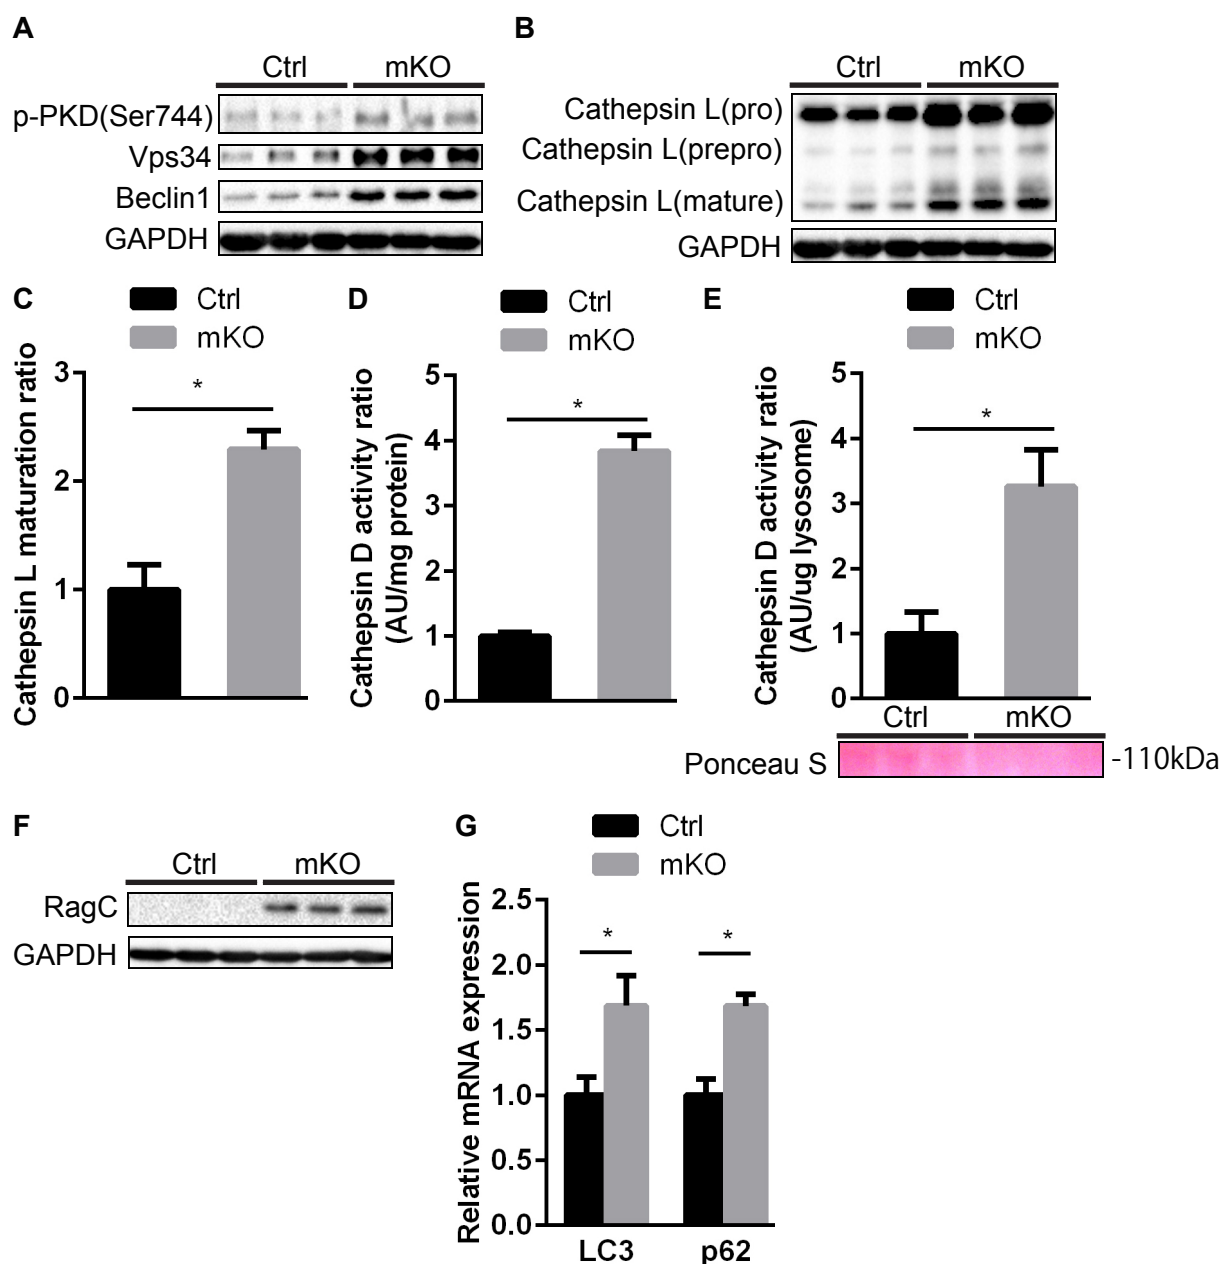 A
Ctrl mKO
p-PKD(Ser744)
Vps34
Beclin1
GAPDH
B
Ctrl mKO
Cathepsin L(pro)
Cathepsin L(prepro)
Cathepsin L(mature)
GAPDH
C
Ctrl
mKO
Cathepsin L maturation ratio
3
2
1
0
*
D
Ctrl
mKO
Cathepsin D activity ratio
(AU/mg protein)
5
4
3
2
1
0
*
E
Ctrl
mKO
Cathepsin D activity ratio
(AU/ug lysosome)
5
4
3
2
1
0
*
Ctrl mKO
Ponceau S -110kDa
F
Ctrl mKO
RagC
GAPDH
G
Ctrl
mKO
Relative mRNA expression
2.5
2.0
1.5
1.0
0.5
0.0
* *
LC3 p62